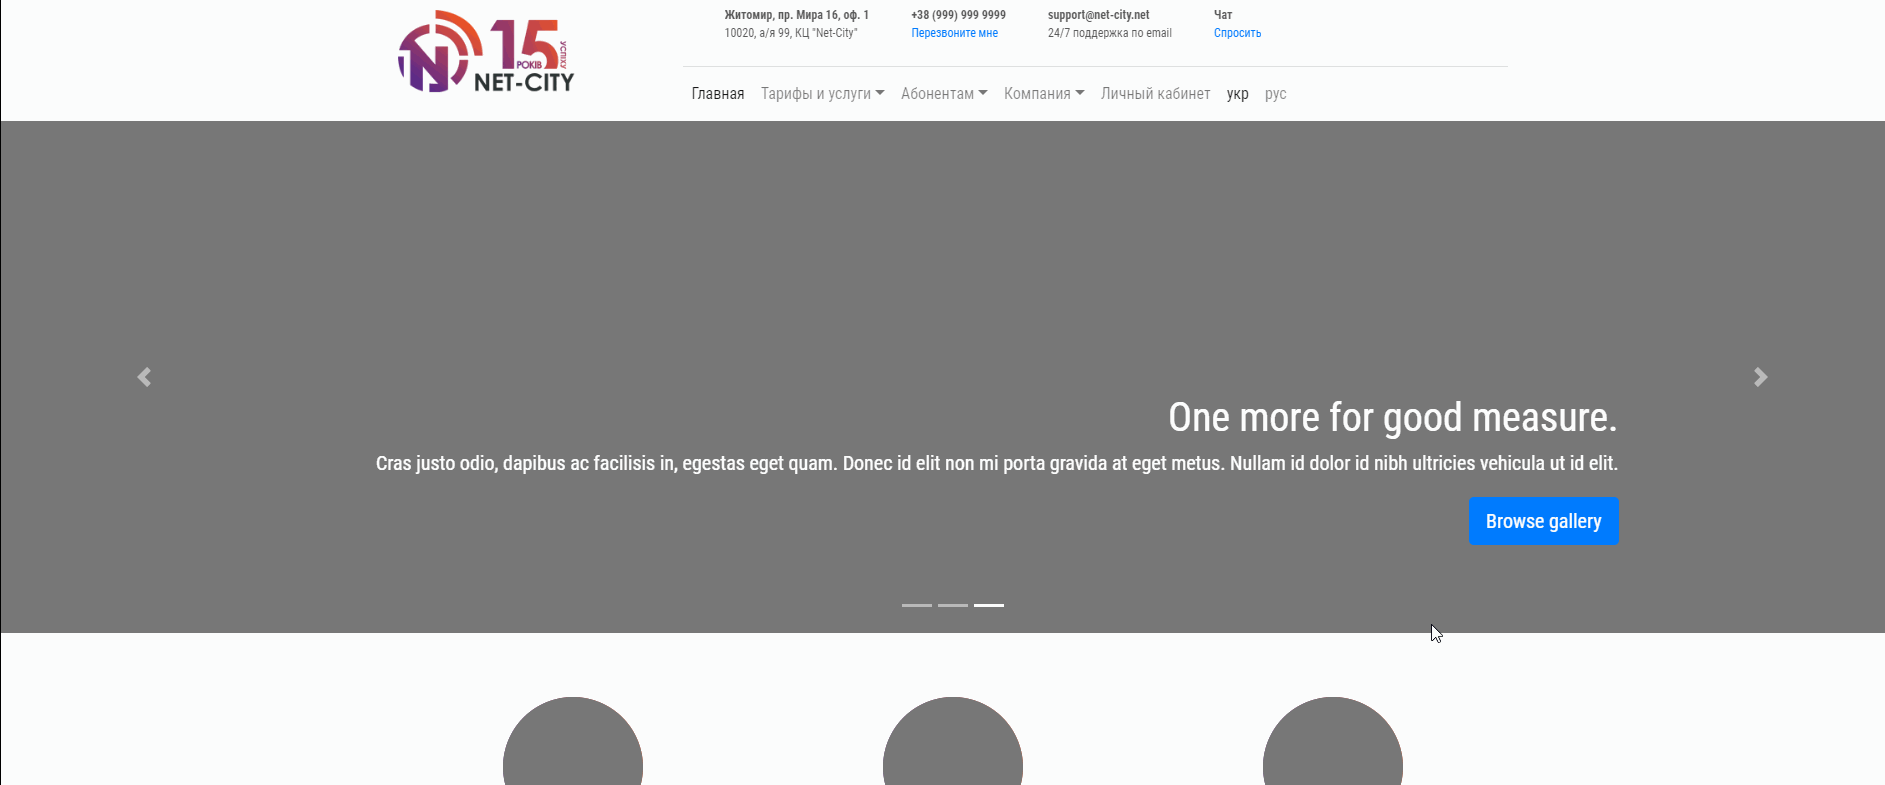 15
РОКІВ
УСПІХУ
NET-CITY
Житомир, пр. Мира 16, оф. 1
10020, а/я 99, КЦ "Net-City"
+38 (999) 999 9999
Перезвоните мне
support@net-city.net
24/7 поддержка по email
Чат
Спросить
Главная Тарифы и услуги Абонентам Компания Личный кабинет укр рус
One more for good measure.
Cras justo odio, dapibus ac facilisis in, egestas eget quam. Donec id elit non mi porta gravida at eget metus. Nullam id dolor id nibh ultricies vehicula ut id elit.
Browse gallery